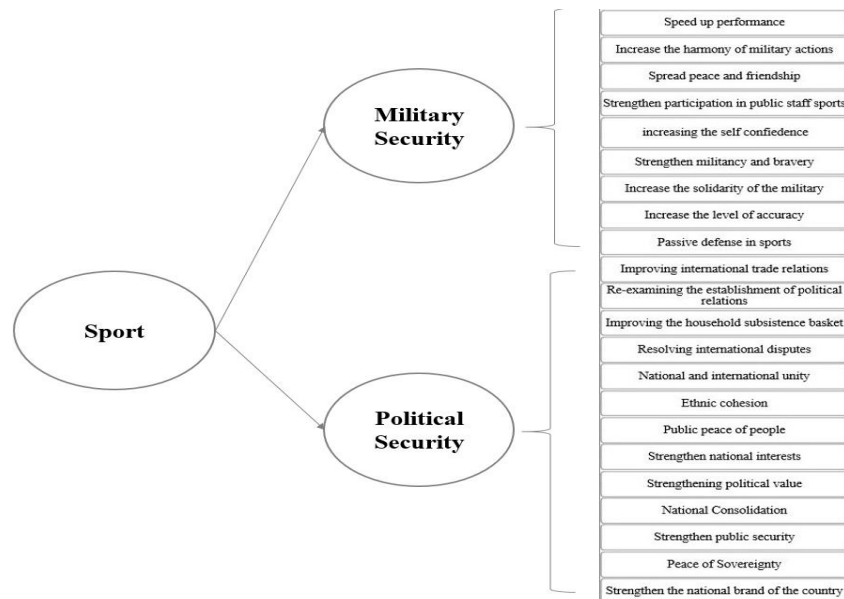 Sport
Military
Security
Political
Security
Speed up performance
Increase the harmony of military actions
Spread peace and friendship
Strengthen participation in public staff sports
increasing the self confiedence
Strengthen militancy and bravery
Increase the solidarity of the military
Increase the level of accuracy
Passive defense in sports
Improving international trade relations
Re-examining the establishment of political
relations
Improving the household subsistence basket
Resolving international disputes
National and international unity
Ethnic cohesion
Public peace of people
Strengthen national interests
Strengthening political value
National Consolidation
Strengthen public security
Peace of Sovereignty
Strengthen the national brand of the country